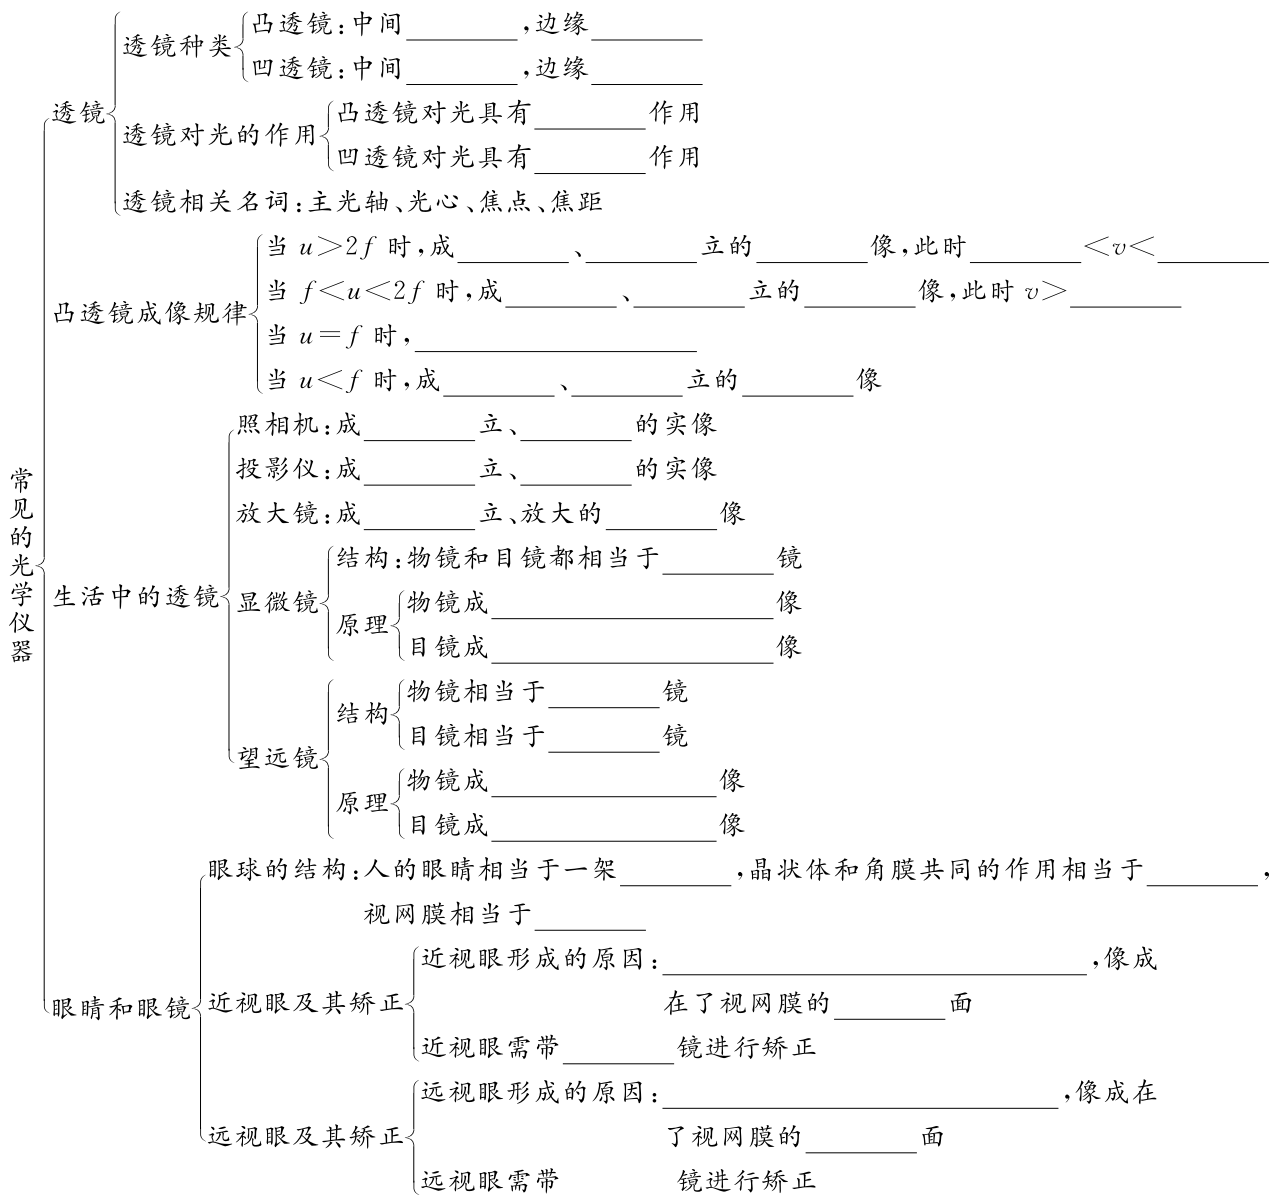 常见的光学仪器
透镜
透镜种类
凸透镜:中间________,边缘________
凹透镜:中间________,边缘________
透镜对光的作用
凸透镜对光具有________作用
凹透镜对光具有________作用
透镜相关名词:主光轴、光心、焦点、焦距
凸透镜成像规律
当 u>2f 时,成________、________立的________像,此时________<v<________
当 f<u<2f 时,成________、________立的________像,此时 v>________
当 u=f 时,____________________
当 u<f 时,成________、________立的________像
生活中的透镜
照相机:成________立、________的实像
投影仪:成________立、________的实像
放大镜:成________立、放大的________像
显微镜
结构:物镜和目镜都相当于________镜
原理
物镜成____________________像
目镜成____________________像
望远镜
结构
物镜相当于________镜
目镜相当于________镜
原理
物镜成________________像
目镜成________________像
眼睛和眼镜
眼球的结构:人的眼睛相当于一架________,晶状体和角膜共同的作用相当于________,
视网膜相当于________
近视眼及其矫正
近视眼形成的原因:______________________________,像成
在了视网膜的________面
近视眼需带________镜进行矫正
远视眼及其矫正
远视眼形成的原因:____________________________,像成在
了视网膜的________面
远视眼需带 镜进行矫正